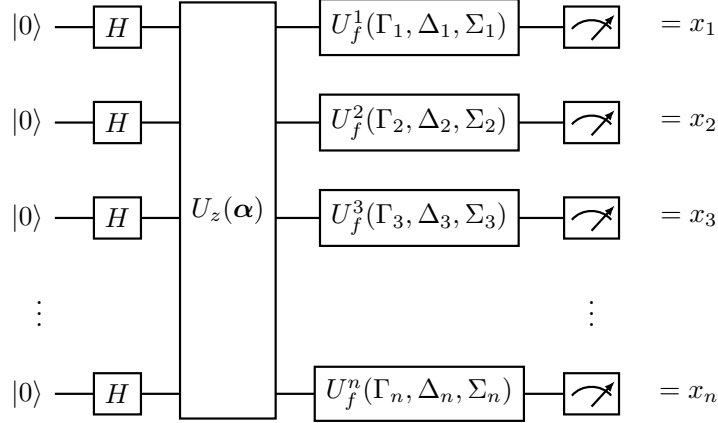 |0⟩ H U_f^1(Γ_1, Δ_1, Σ_1) = x_1
|0⟩ H U_f^2(Γ_2, Δ_2, Σ_2) = x_2
U_z(α)
|0⟩ H U_f^3(Γ_3, Δ_3, Σ_3) = x_3
⋮ ⋮
|0⟩ H U_f^n(Γ_n, Δ_n, Σ_n) = x_n